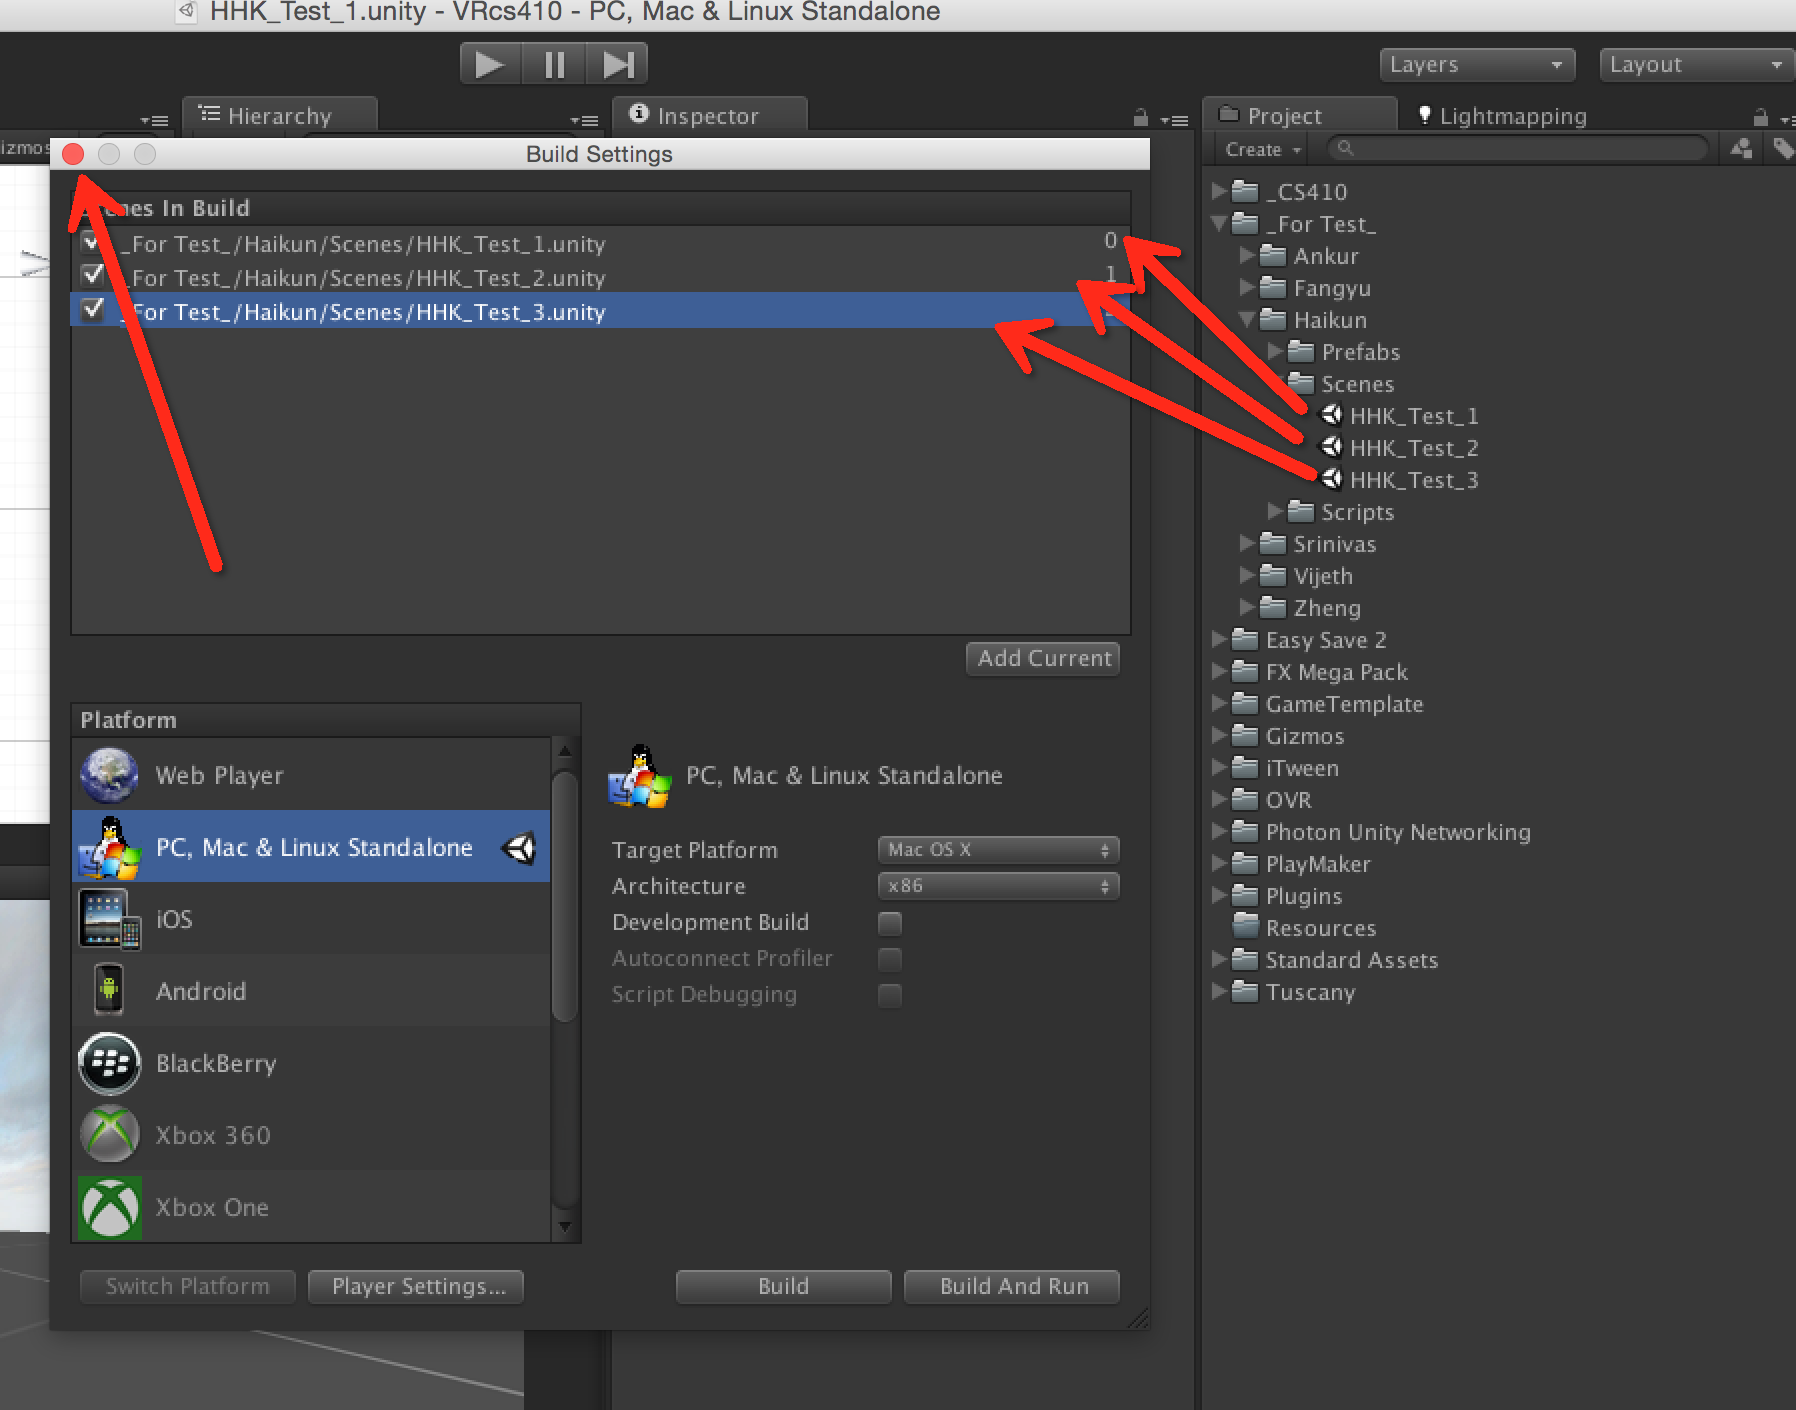 HHK_Test_1.unity - VRcs410 - PC, Mac & Linux Standalone
Layers
Layout
Hierarchy
Inspector
Project
Lightmapping
izmos
Create
Build Settings
nes In Build
_For Test_/Haikun/Scenes/HHK_Test_1.unity 0
_For Test_/Haikun/Scenes/HHK_Test_2.unity 1
_For Test_/Haikun/Scenes/HHK_Test_3.unity
Add Current
Platform
Web Player
PC, Mac & Linux Standalone
iOS
Android
BlackBerry
Xbox 360
Xbox One
PC, Mac & Linux Standalone
Target Platform Mac OS X
Architecture x86
Development Build
Autoconnect Profiler
Script Debugging
Switch Platform
Player Settings...
Build
Build And Run
_CS410
_For Test_
Ankur
Fangyu
Haikun
Prefabs
Scenes
HHK_Test_1
HHK_Test_2
HHK_Test_3
Scripts
Srinivas
Vijeth
Zheng
Easy Save 2
FX Mega Pack
GameTemplate
Gizmos
iTween
OVR
Photon Unity Networking
PlayMaker
Plugins
Resources
Standard Assets
Tuscany